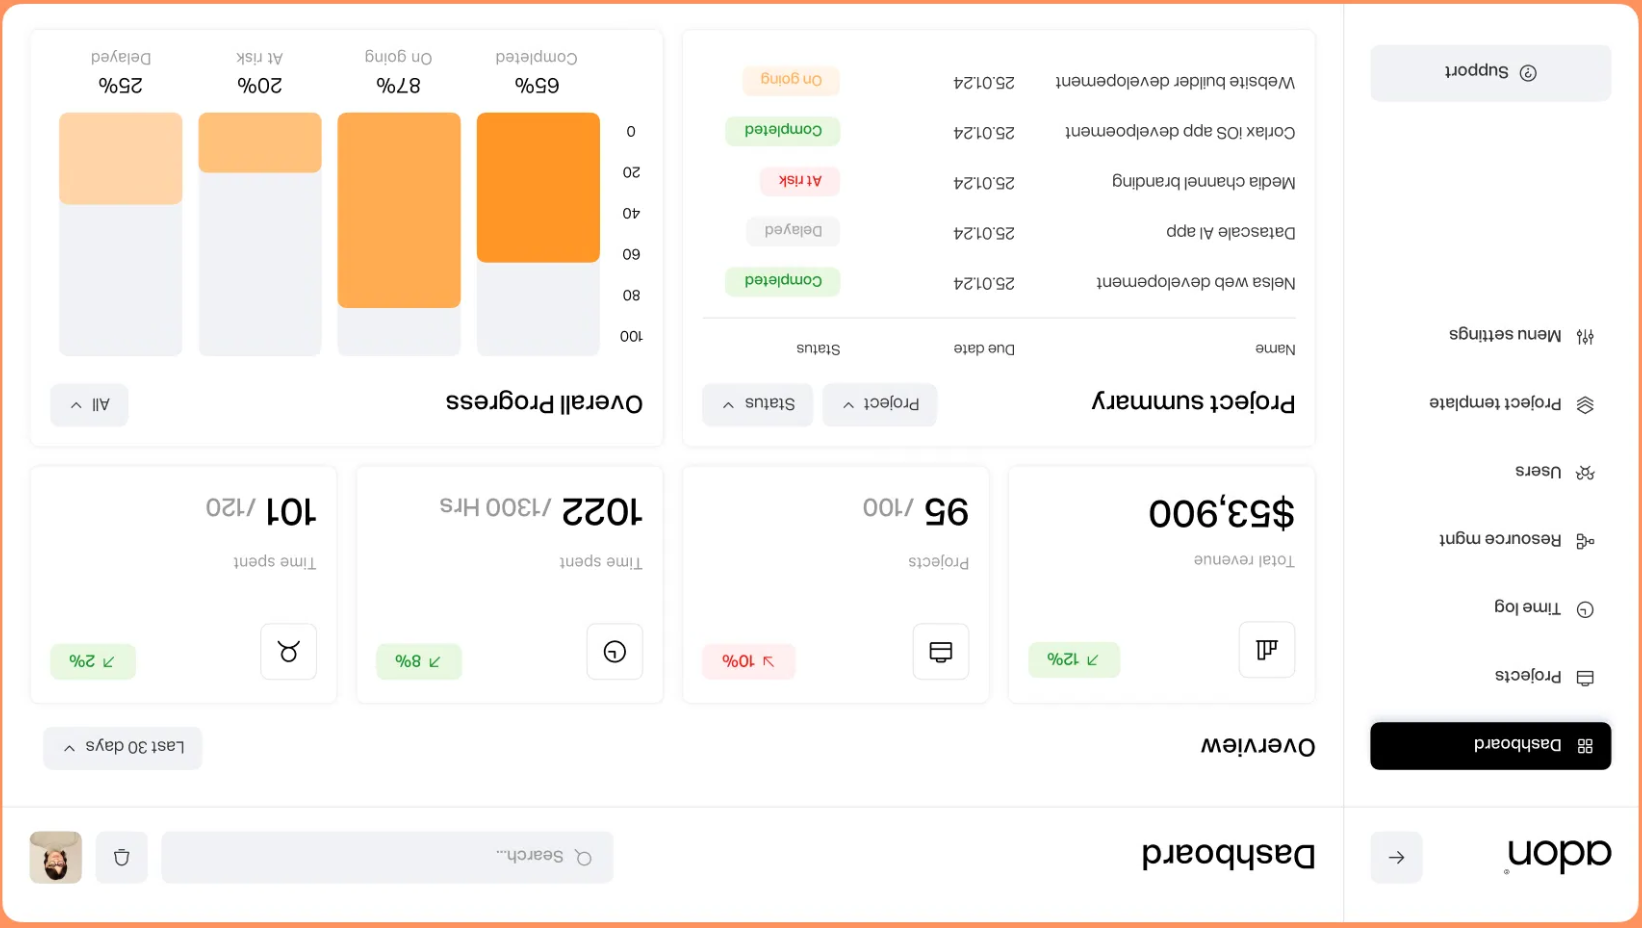 adon®
Dashboard
Search...
Dashboard
Projects
Time log
Resource mgnt
Users
Project template
Menu settings
Support
Overview
Last 30 days
12%
Total revenue
$53,900
10%
Projects
95 /100
8%
Time spent
1022 /1300 Hrs
2%
Time spent
101 /120
Project summary
Project
Status
Name Due date Status
Nelsa web developement 25.01.24 Completed
Datascale AI app 25.01.24 Delayed
Media channel branding 25.01.24 At risk
Corlax iOS app develpoement 25.01.24 Completed
Website builder developement 25.01.24 On going
Overall Progress
All
100
80
60
40
20
0
65% 87% 20% 25%
Completed On going At risk Delayed